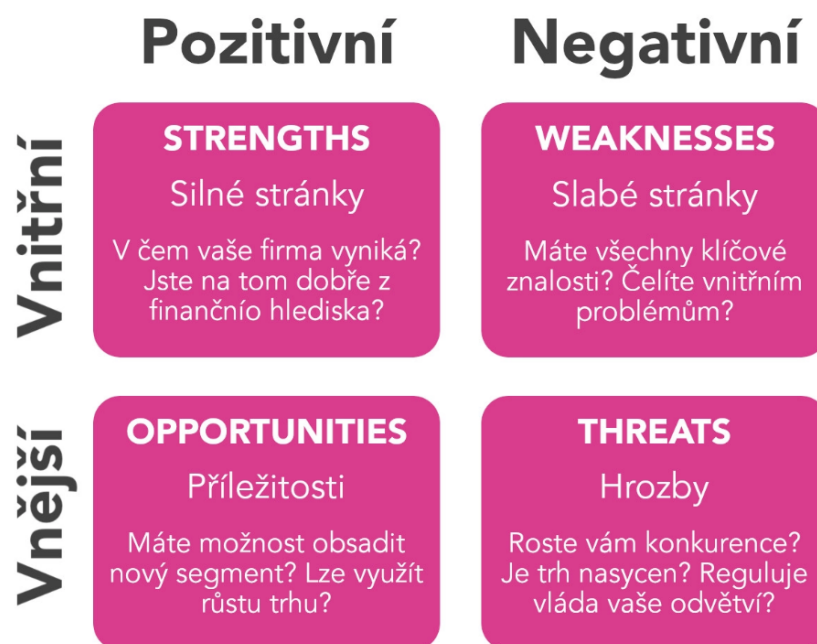 Pozitivní
Negativní
Vnitřní
STRENGTHS
Silné stránky
V čem vaše firma vyniká?
Jste na tom dobře z
finančnío hlediska?
WEAKNESSES
Slabé stránky
Máte všechny klíčové
znalosti? Čelíte vnitřním
problémům?
Vnější
OPPORTUNITIES
Příležitosti
Máte možnost obsadit
nový segment? Lze využít
růstu trhu?
THREATS
Hrozby
Roste vám konkurence?
Je trh nasycen? Reguluje
vláda vaše odvětví?